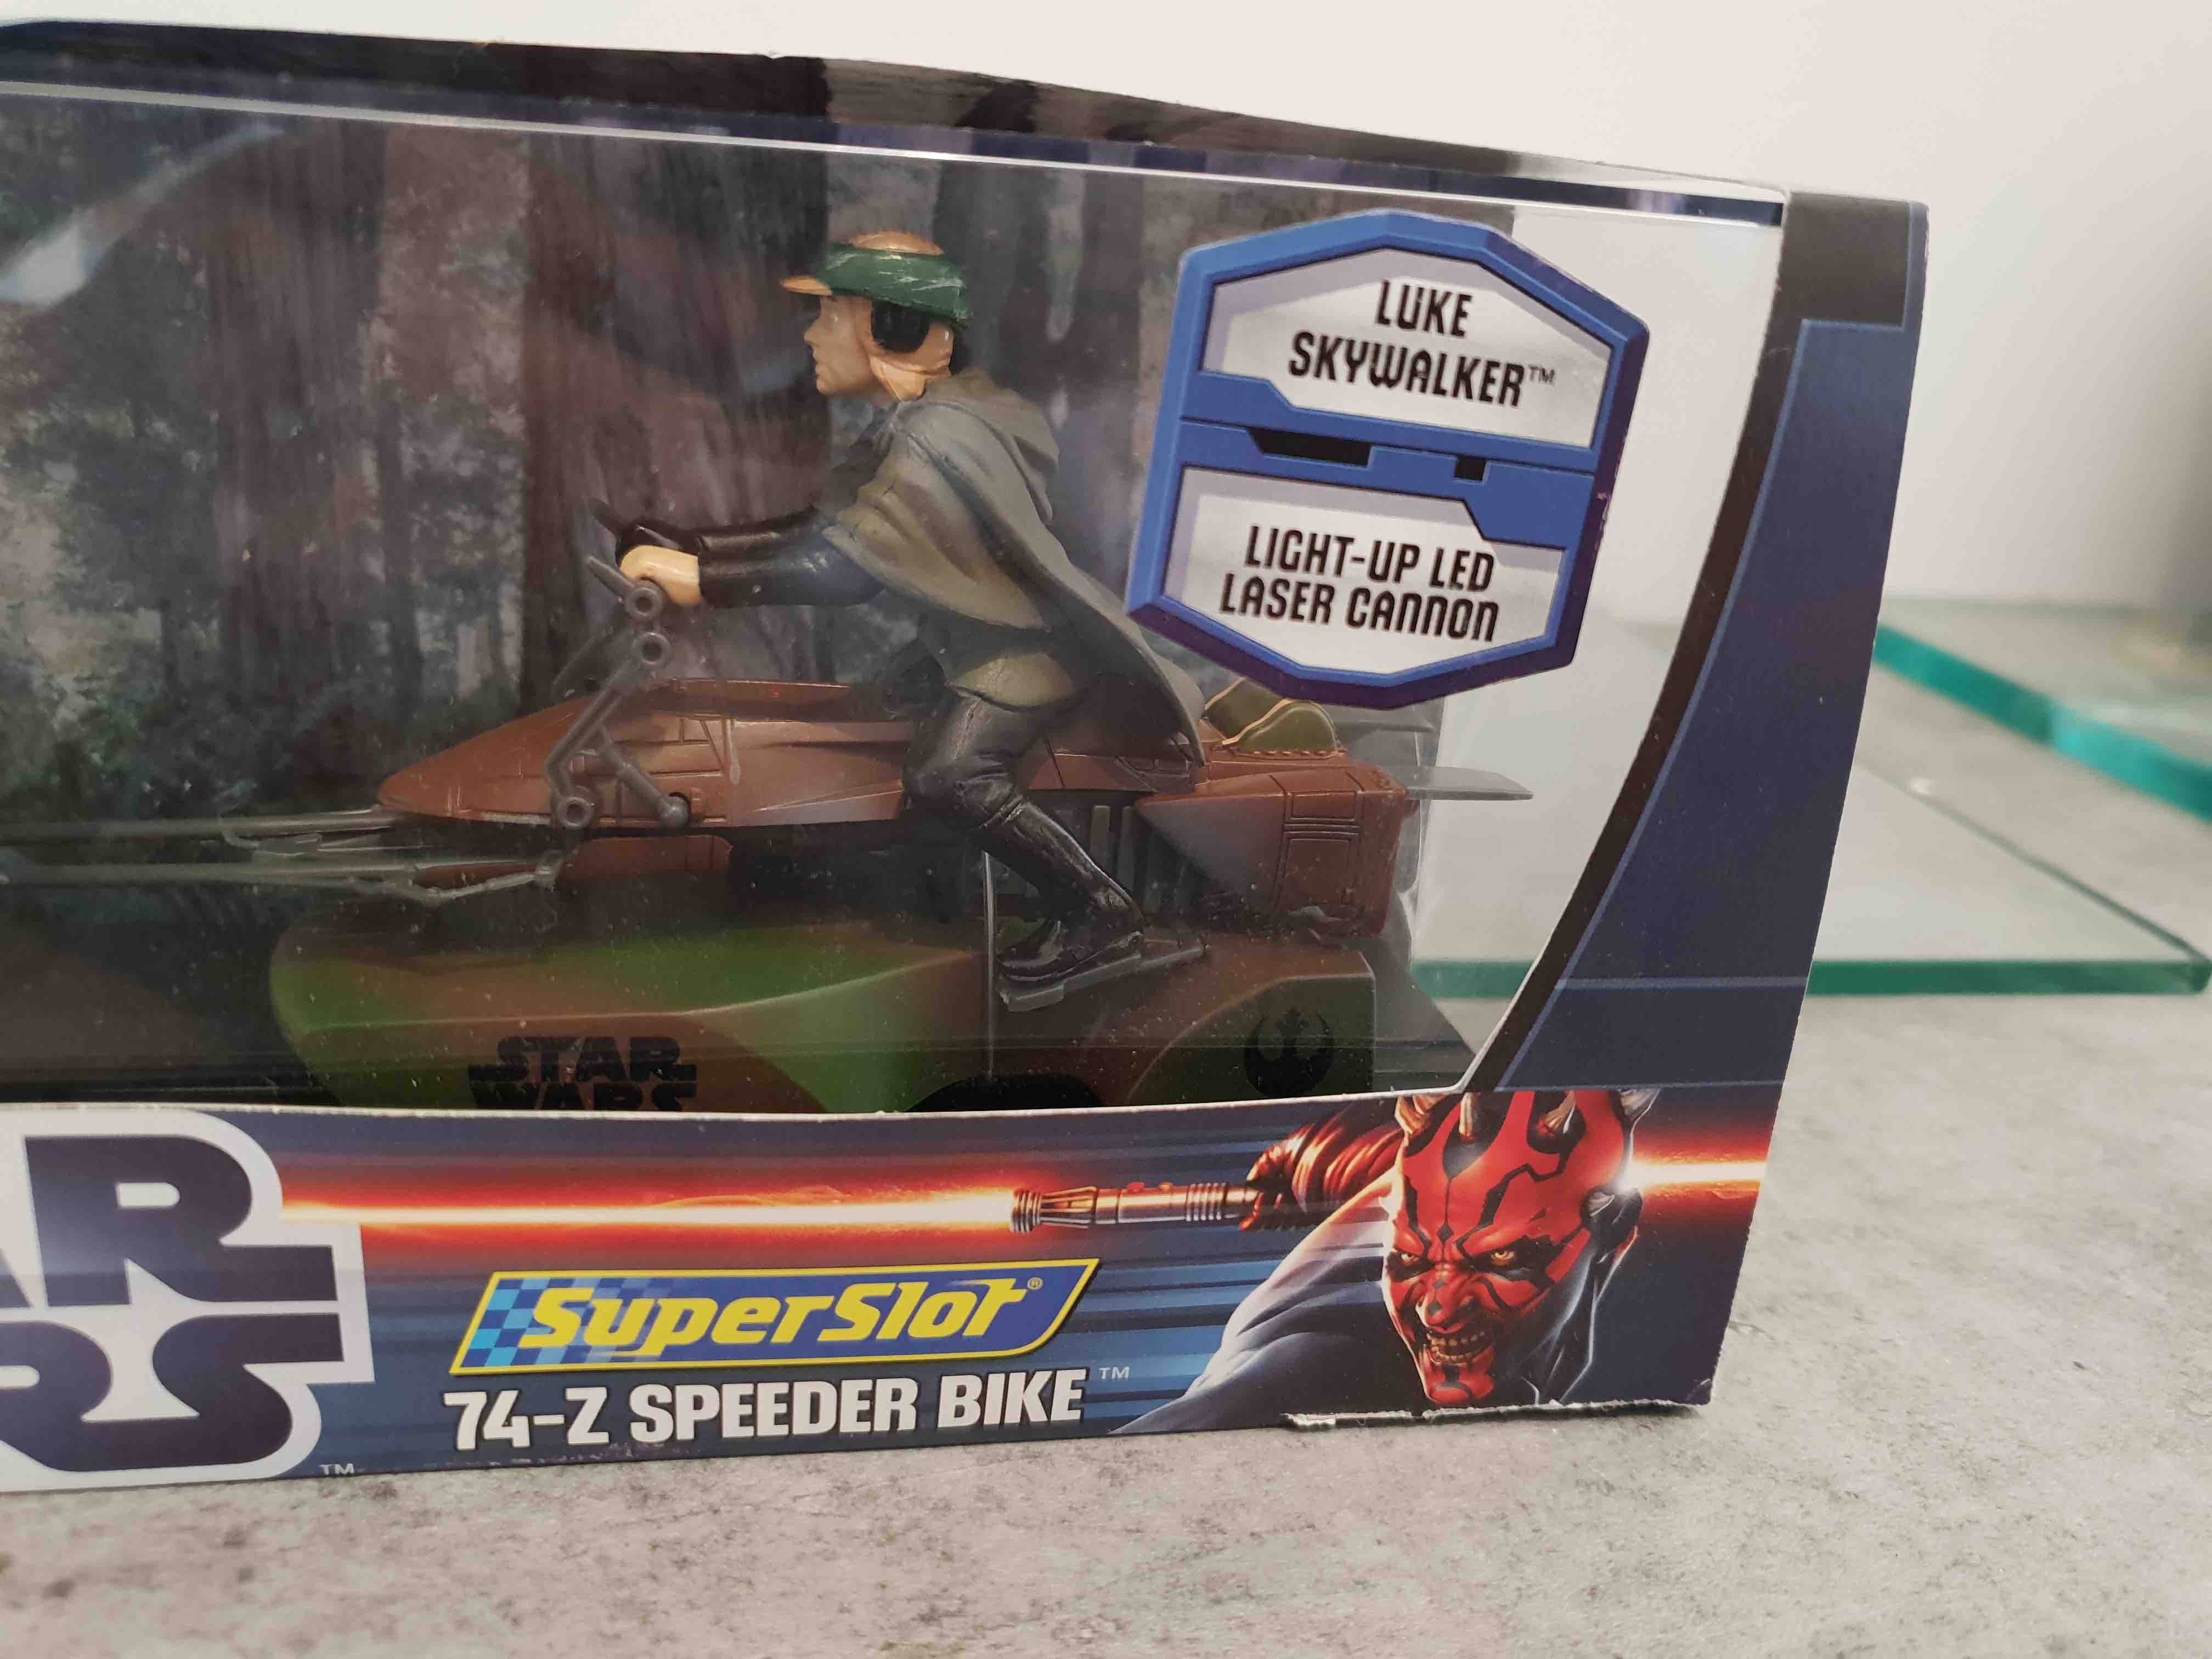 LUKE
SKYWALKER™
LIGHT-UP LED
LASER CANNON
STAR
WARS
AR
RS
TM
SuperSlot®
74-Z SPEEDER BIKE™